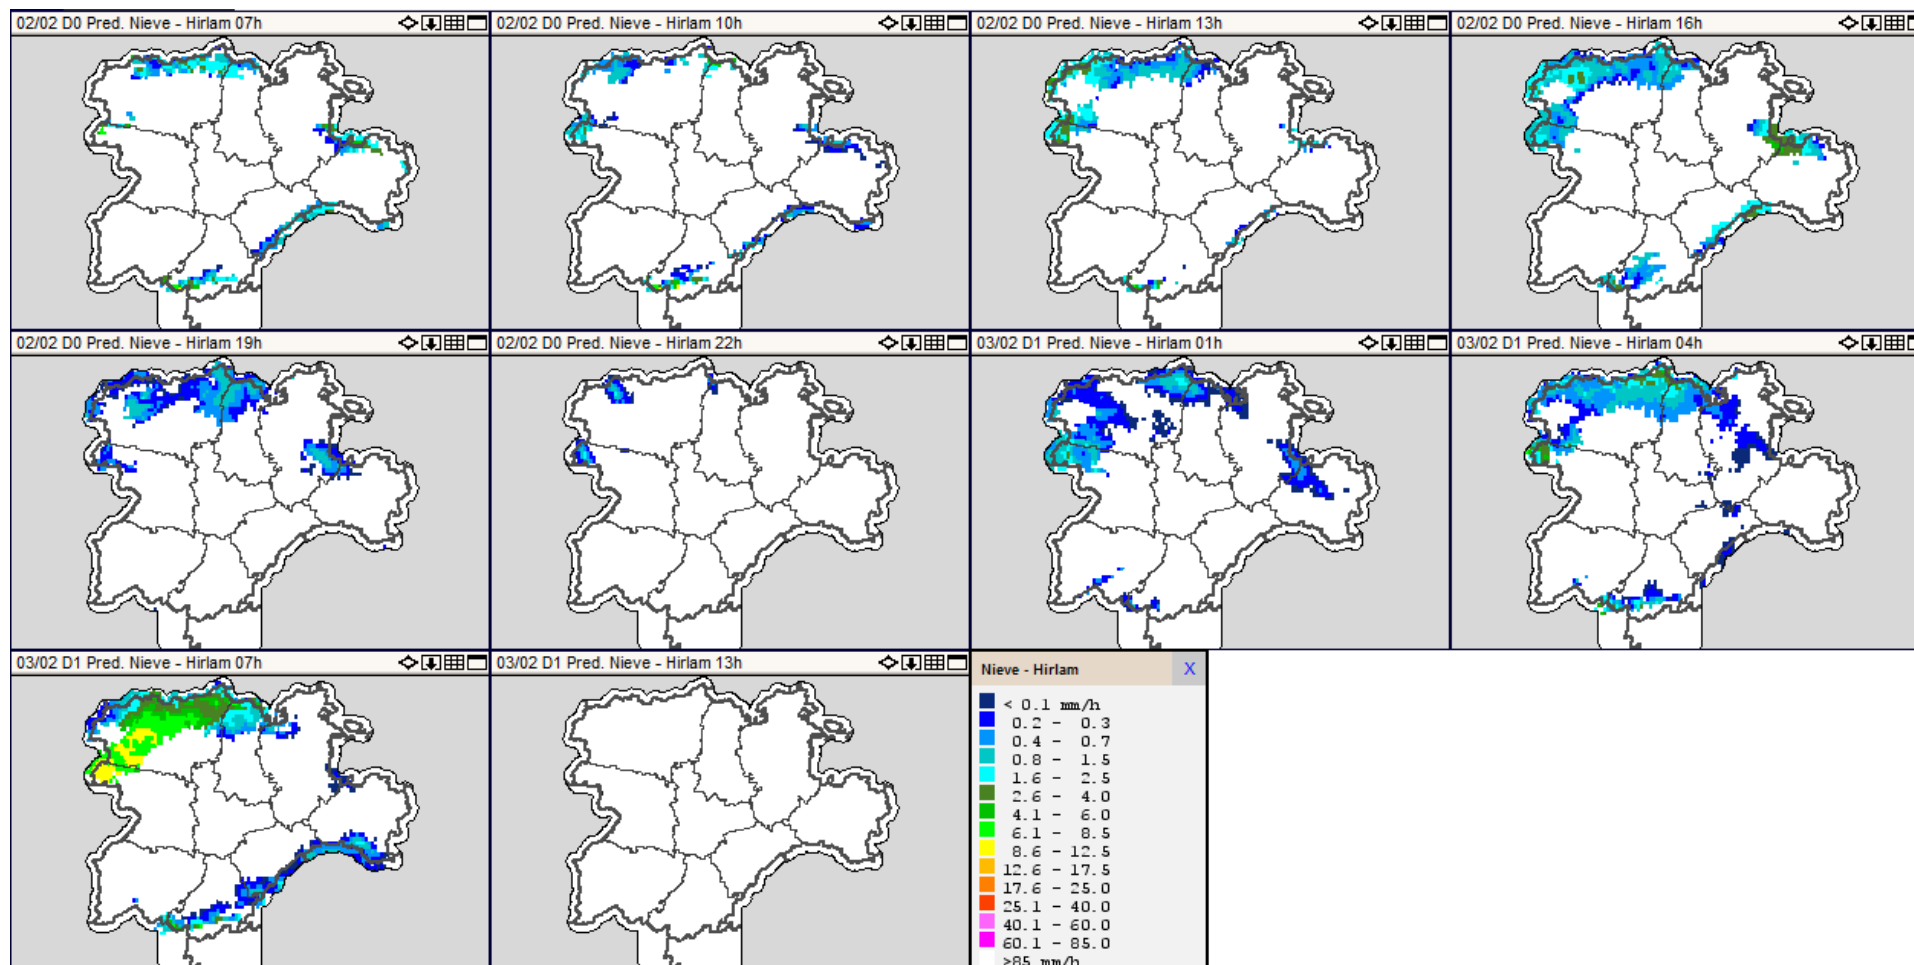 02/02 D0 Pred. Nieve - Hirlam 07h
02/02 D0 Pred. Nieve - Hirlam 10h
02/02 D0 Pred. Nieve - Hirlam 13h
02/02 D0 Pred. Nieve - Hirlam 16h
02/02 D0 Pred. Nieve - Hirlam 19h
02/02 D0 Pred. Nieve - Hirlam 22h
03/02 D1 Pred. Nieve - Hirlam 01h
03/02 D1 Pred. Nieve - Hirlam 04h
03/02 D1 Pred. Nieve - Hirlam 07h
03/02 D1 Pred. Nieve - Hirlam 13h
Nieve - Hirlam X
< 0.1 mm/h
0.2 - 0.3
0.4 - 0.7
0.8 - 1.5
1.6 - 2.5
2.6 - 4.0
4.1 - 6.0
6.1 - 8.5
8.6 - 12.5
12.6 - 17.5
17.6 - 25.0
25.1 - 40.0
40.1 - 60.0
60.1 - 85.0
>85 mm/h